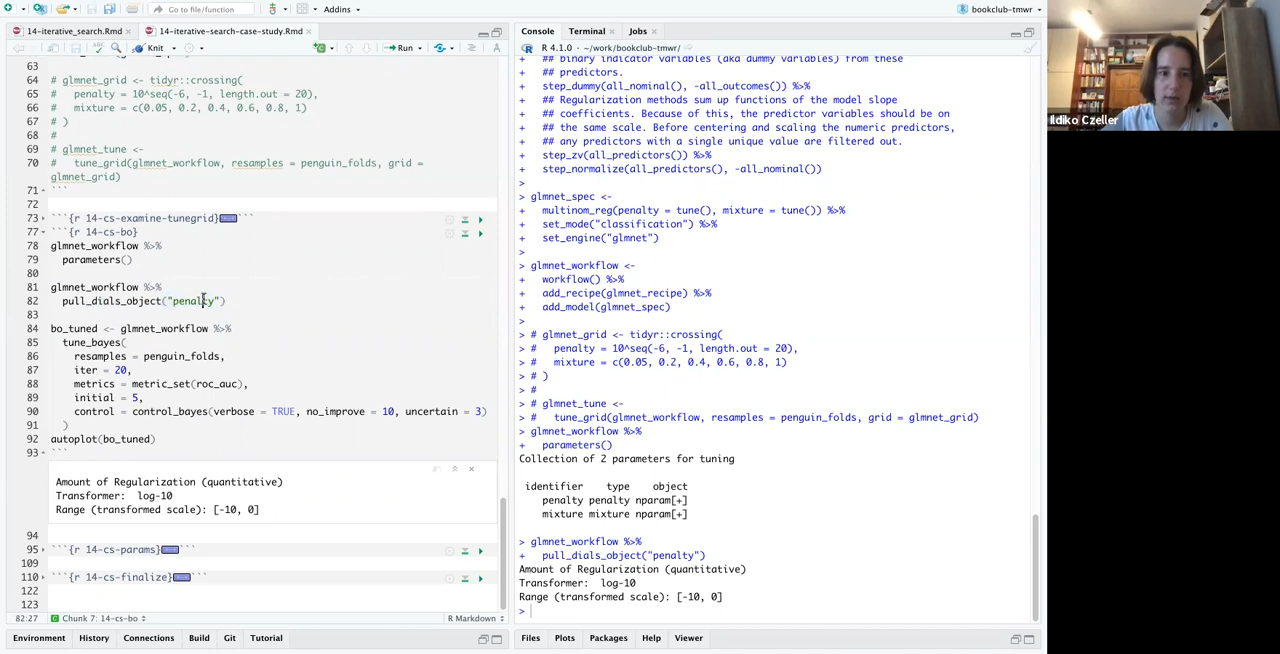 Go to file/function
Addins
bookclub-tmwr
14-iterative_search.Rmd
14-iterative-search-case-study.Rmd
Knit
Run
63
64 # glmnet_grid <- tidyr::crossing(
65 #   penalty = 10^seq(-6, -1, length.out = 20),
66 #   mixture = c(0.05, 0.2, 0.4, 0.6, 0.8, 1)
67 # )
68 #
69 # glmnet_tune <-
70 #   tune_grid(glmnet_workflow, resamples = penguin_folds, grid =
glmnet_grid)
71 ```
72
73 ```{r 14-cs-examine-tunegrid} ```
77 ```{r 14-cs-bo}
78 glmnet_workflow %>%
79   parameters()
80
81 glmnet_workflow %>%
82   pull_dials_object("penalty")
83
84 bo_tuned <- glmnet_workflow %>%
85   tune_bayes(
86     resamples = penguin_folds,
87     iter = 20,
88     metrics = metric_set(roc_auc),
89     initial = 5,
90     control = control_bayes(verbose = TRUE, no_improve = 10, uncertain = 3)
91   )
92 autoplot(bo_tuned)
93 ```
Amount of Regularization (quantitative)
Transformer:  log-10
Range (transformed scale): [-10, 0]
94
95 ```{r 14-cs-params} ```
109
110 ```{r 14-cs-finalize} ```
122
123
82:27 Chunk 7: 14-cs-bo R Markdown
Environment History Connections Build Git Tutorial
Console Terminal Jobs
R 4.1.0 · ~/work/bookclub-tmwr/
+   ## binary indicator variables (aka dummy variables) from these
+   ## predictors.
+   step_dummy(all_nominal(), -all_outcomes()) %>%
+   ## Regularization methods sum up functions of the model slope
+   ## coefficients. Because of this, the predictor variables should be on
+   ## the same scale. Before centering and scaling the numeric predictors,
+   ## any predictors with a single unique value are filtered out.
+   step_zv(all_predictors()) %>%
+   step_normalize(all_predictors(), -all_nominal())
>
> glmnet_spec <-
+   multinom_reg(penalty = tune(), mixture = tune()) %>%
+   set_mode("classification") %>%
+   set_engine("glmnet")
>
> glmnet_workflow <-
+   workflow() %>%
+   add_recipe(glmnet_recipe) %>%
+   add_model(glmnet_spec)
>
> # glmnet_grid <- tidyr::crossing(
> #   penalty = 10^seq(-6, -1, length.out = 20),
> #   mixture = c(0.05, 0.2, 0.4, 0.6, 0.8, 1)
> # )
> #
> # glmnet_tune <-
> #   tune_grid(glmnet_workflow, resamples = penguin_folds, grid = glmnet_grid)
> glmnet_workflow %>%
+   parameters()
Collection of 2 parameters for tuning
identifier    type    object
penalty penalty nparam[+]
mixture mixture nparam[+]
> glmnet_workflow %>%
+   pull_dials_object("penalty")
Amount of Regularization (quantitative)
Transformer:  log-10
Range (transformed scale): [-10, 0]
>
Files Plots Packages Help Viewer
Ildiko Czeller